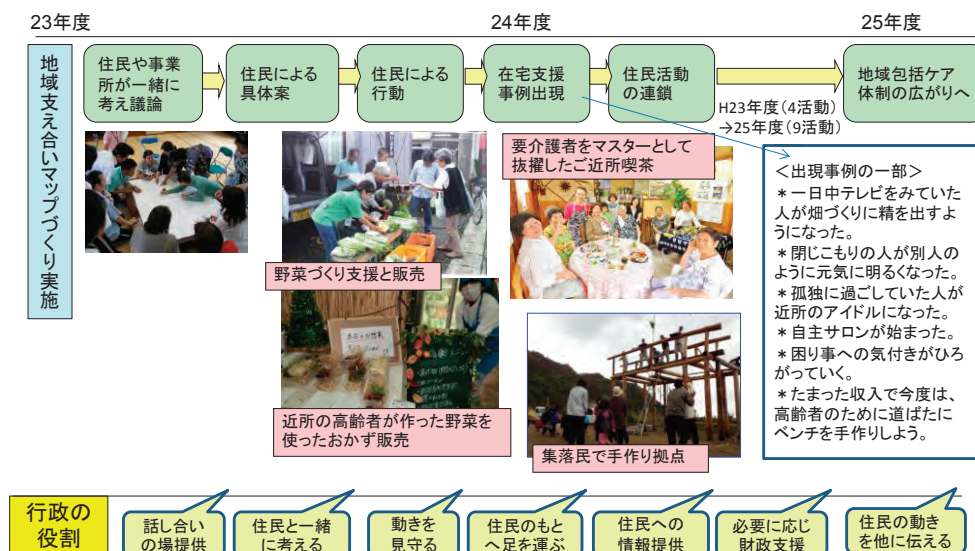 23年度
24年度
25年度
地域支え合いマップづくり実施
住民や事業
所が一緒に
考え議論
住民による
具体案
住民による
行動
在宅支援
事例出現
住民活動
の連鎖
地域包括ケア
体制の広がりへ
H23年度(4活動)
→25年度(9活動)
野菜づくり支援と販売
近所の高齢者が作った野菜を
使ったおかず販売
要介護者をマスターとして
抜擢したご近所喫茶
集落民で手作り拠点
<出現事例の一部>
*一日中テレビをみていた
人が畑づくりに精を出すよ
うになった。
*閉じこもりの人が別人の
ように元気に明るくなった。
*孤独に過ごしていた人が
近所のアイドルになった。
*自主サロンが始まった。
*困り事への気付きがひろ
がっていく。
*たまった収入で今度は、
高齢者のために道ばたに
ベンチを手作りしよう。
行政の
役割
話し合い
の場提供
住民と一緒
に考える
動きを
見守る
住民のもと
へ足を運ぶ
住民への
情報提供
必要に応じ
財政支援
住民の動き
を他に伝える